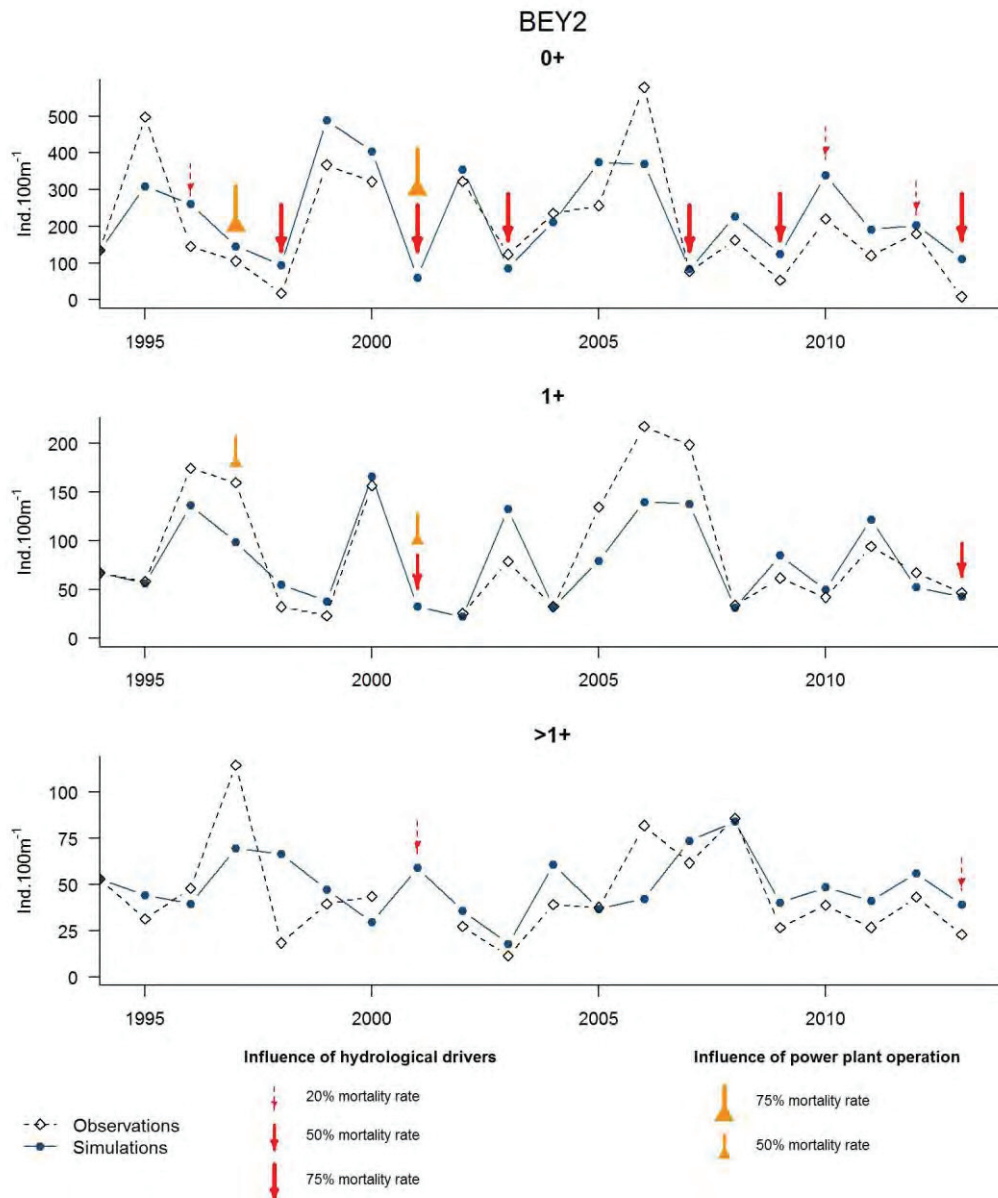 BEY2
0+
Ind.100m⁻¹
500
400
300
200
100
0
1995 2000 2005 2010
1+
Ind.100m⁻¹
200
150
100
50
0
1995 2000 2005 2010
>1+
Ind.100m⁻¹
100
75
50
25
0
1995 2000 2005 2010
Influence of hydrological drivers
20% mortality rate
50% mortality rate
75% mortality rate
Influence of power plant operation
75% mortality rate
50% mortality rate
Observations
Simulations